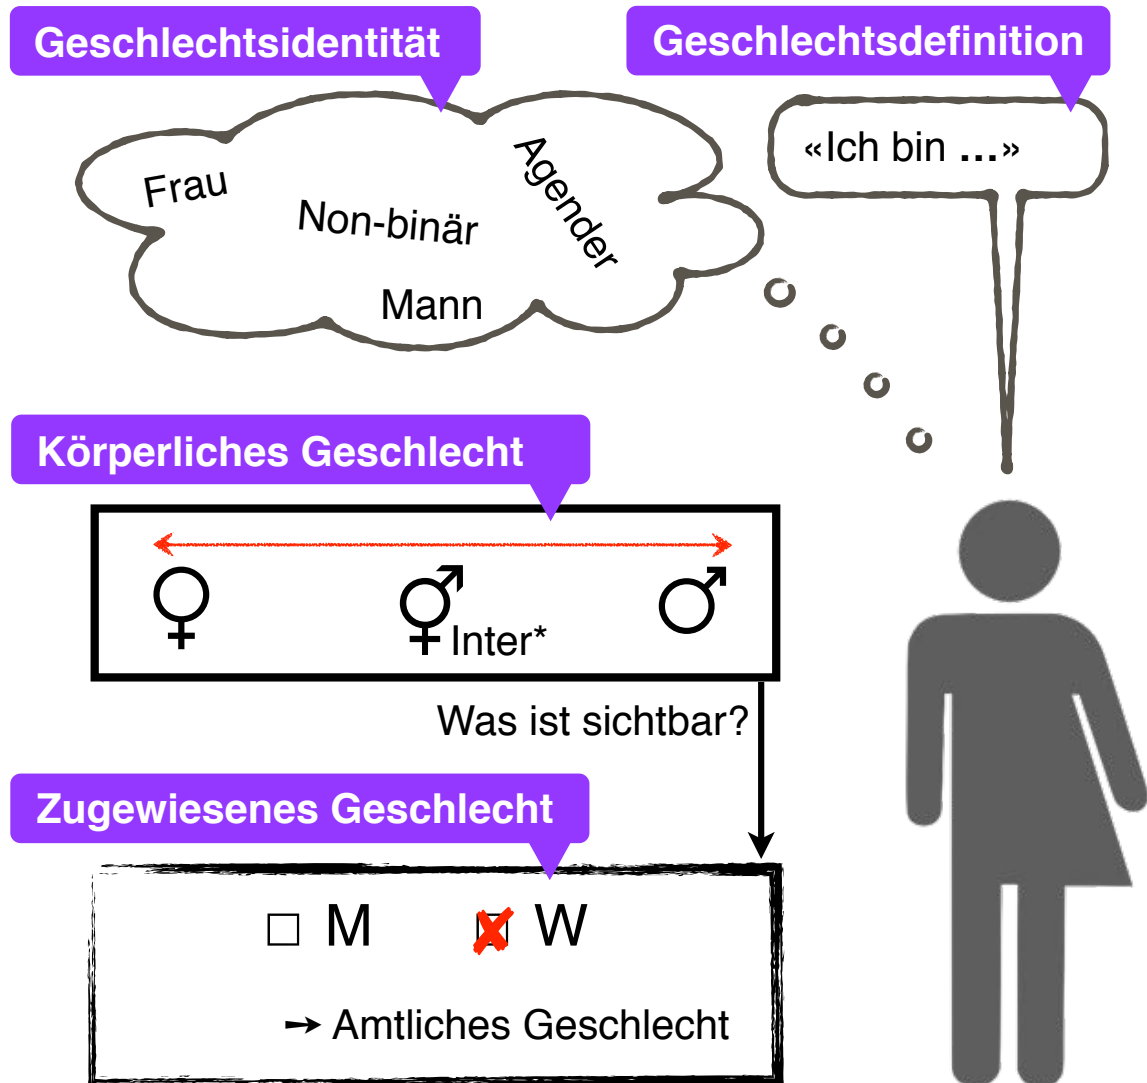 Geschlechtsidentität
Geschlechtsdefinition
Frau
Non-binär
Agender
Mann
«Ich bin ...»
Körperliches Geschlecht
♀ ⚥ Inter* ♂
Was ist sichtbar?
Zugewiesenes Geschlecht
□ M ☒ W
→ Amtliches Geschlecht